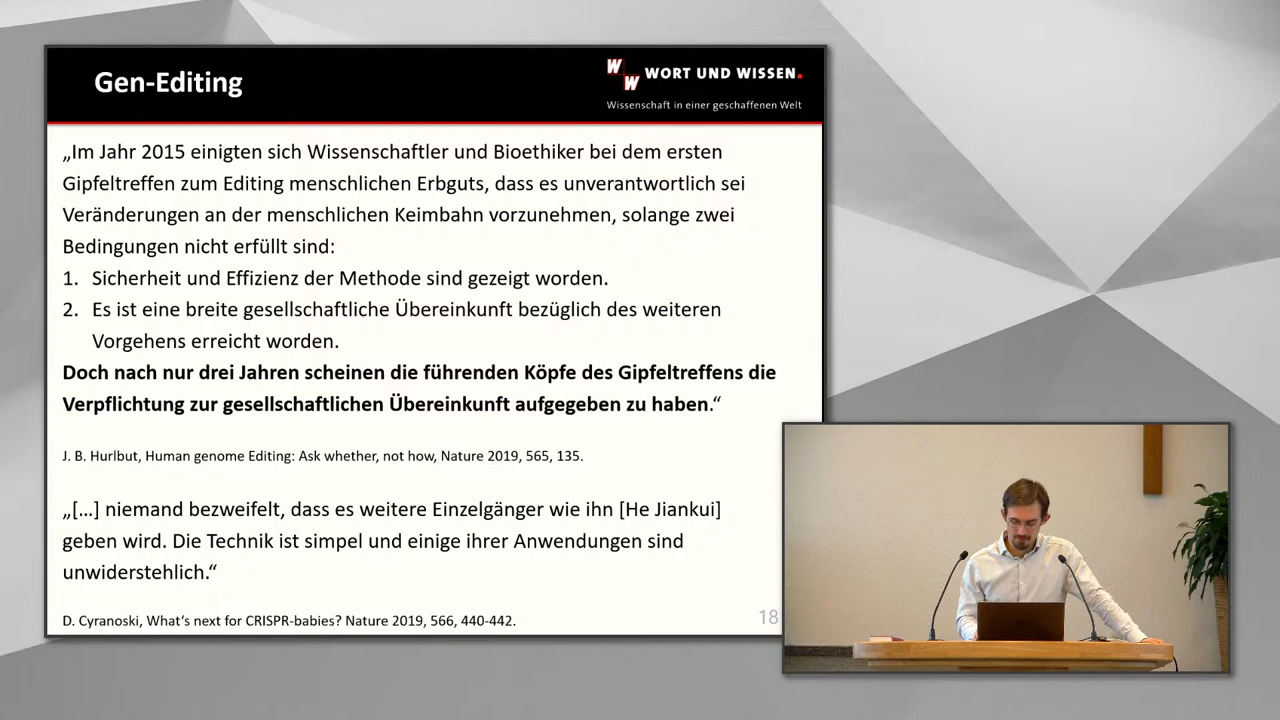 Gen-Editing
W
W
WORT UND WISSEN.
Wissenschaft in einer geschaffenen Welt
„Im Jahr 2015 einigten sich Wissenschaftler und Bioethiker bei dem ersten
Gipfeltreffen zum Editing menschlichen Erbguts, dass es unverantwortlich sei
Veränderungen an der menschlichen Keimbahn vorzunehmen, solange zwei
Bedingungen nicht erfüllt sind:
1. Sicherheit und Effizienz der Methode sind gezeigt worden.
2. Es ist eine breite gesellschaftliche Übereinkunft bezüglich des weiteren
Vorgehens erreicht worden.
Doch nach nur drei Jahren scheinen die führenden Köpfe des Gipfeltreffens die
Verpflichtung zur gesellschaftlichen Übereinkunft aufgegeben zu haben.“
J. B. Hurlbut, Human genome Editing: Ask whether, not how, Nature 2019, 565, 135.
„[…] niemand bezweifelt, dass es weitere Einzelgänger wie ihn [He Jiankui]
geben wird. Die Technik ist simpel und einige ihrer Anwendungen sind
unwiderstehlich.“
D. Cyranoski, What‘s next for CRISPR-babies? Nature 2019, 566, 440-442.
18